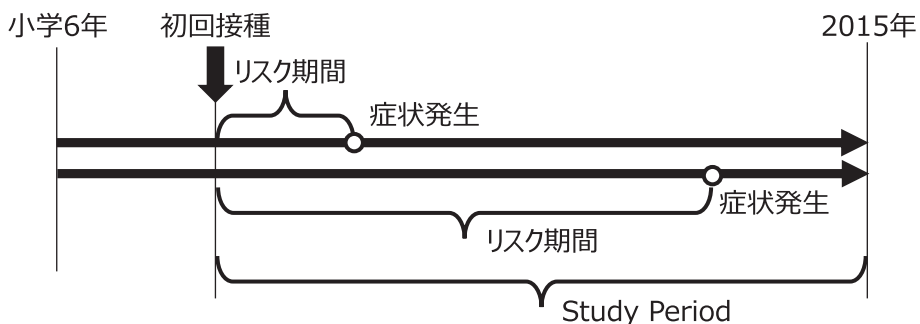 小学6年
初回接種
2015年
リスク期間
症状発生
症状発生
リスク期間
Study Period